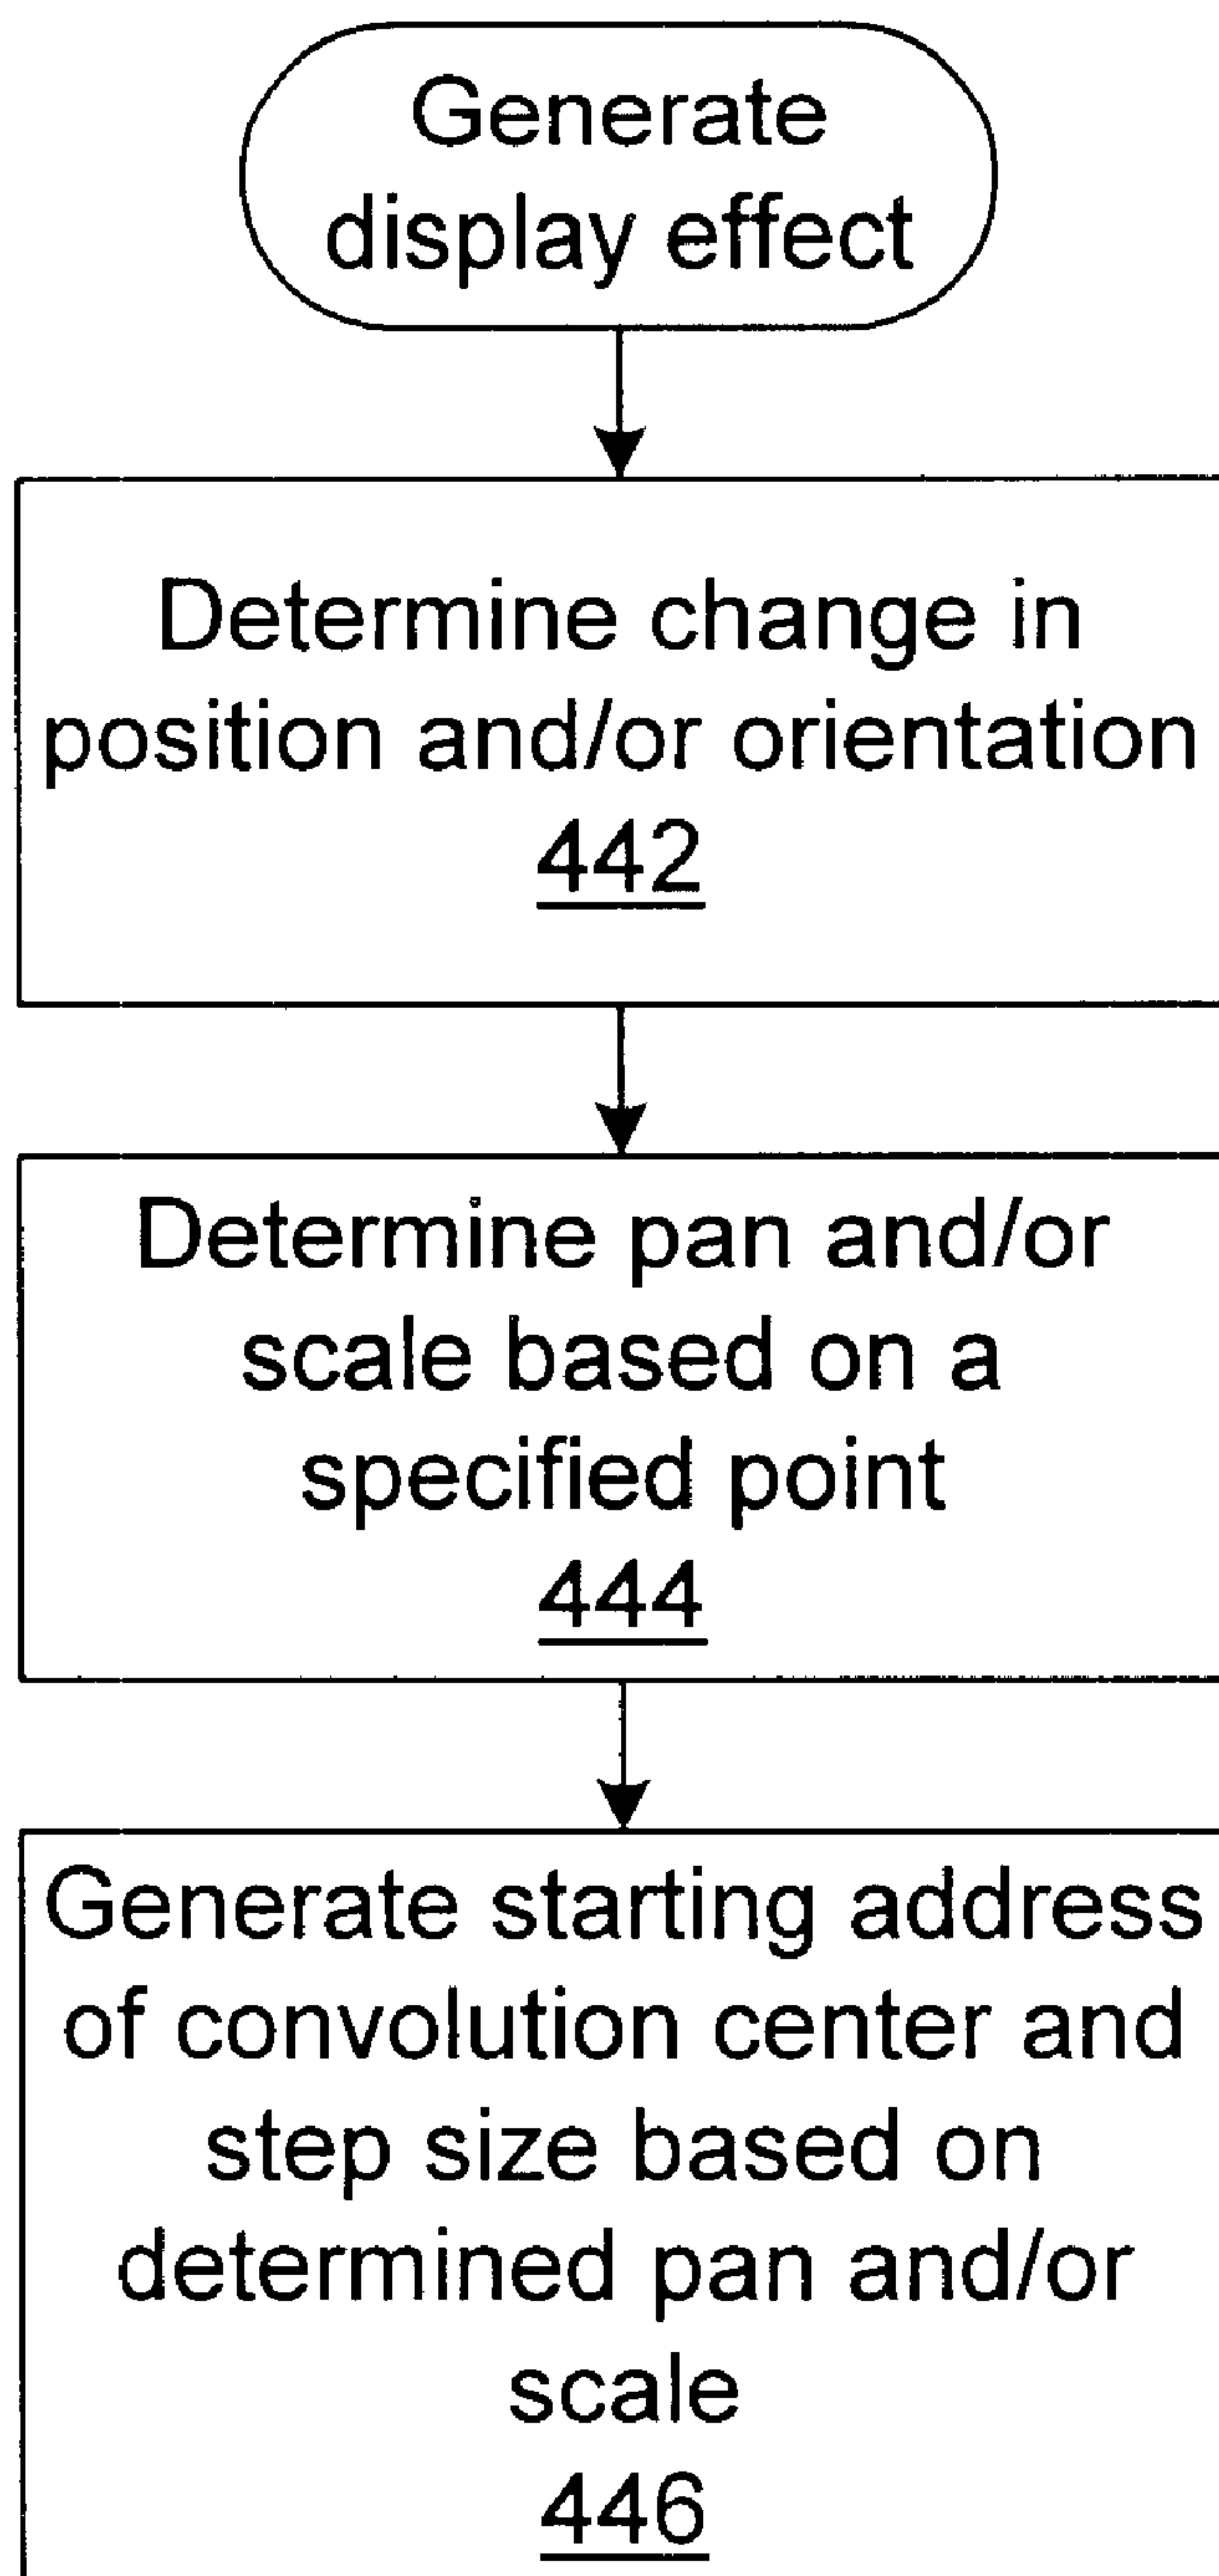 Generate
display effect
Determine change in
position and/or orientation
442
Determine pan and/or
scale based on a
specified point
444
Generate starting address
of convolution center and
step size based on
determined pan and/or
scale
446